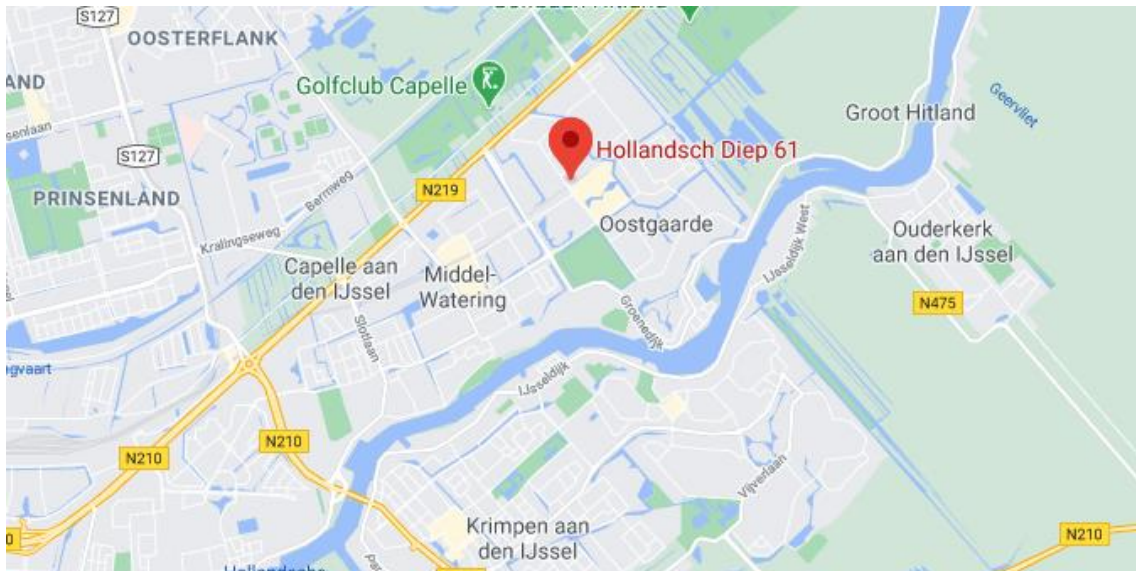 S127
OOSTERFLANK
Golfclub Capelle
Groot Hitland
Geervliet
S127
Hollandsch Diep 61
PRINSENLAND
Bermweg
N219
Kralingseweg
Oostgaarde
IJsseldijk West
Ouderkerk
aan den IJssel
Capelle aan
den IJssel
Middel-
Watering
N475
Groenedijk
Slotlaan
IJsseldijk
N210
N210
Vijverlaan
Krimpen aan
den IJssel
N210